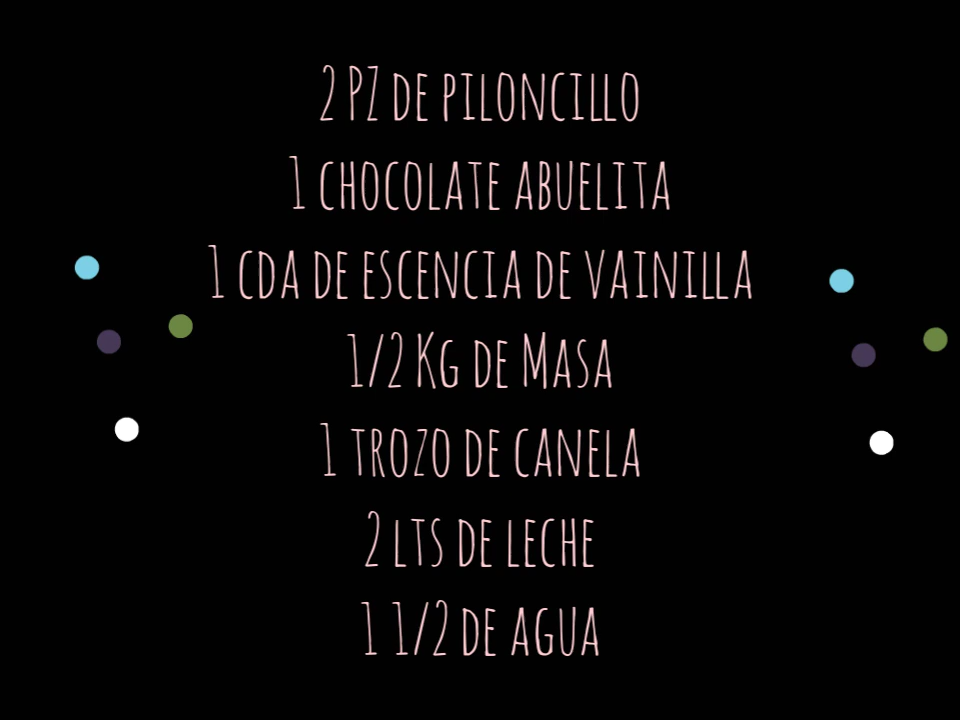 2 PZ DE PILONCILLO
1 CHOCOLATE ABUELITA
1 CDA DE ESCENCIA DE VAINILLA
1/2 KG DE MASA
1 TROZO DE CANELA
2 LTS DE LECHE
1 1/2 DE AGUA